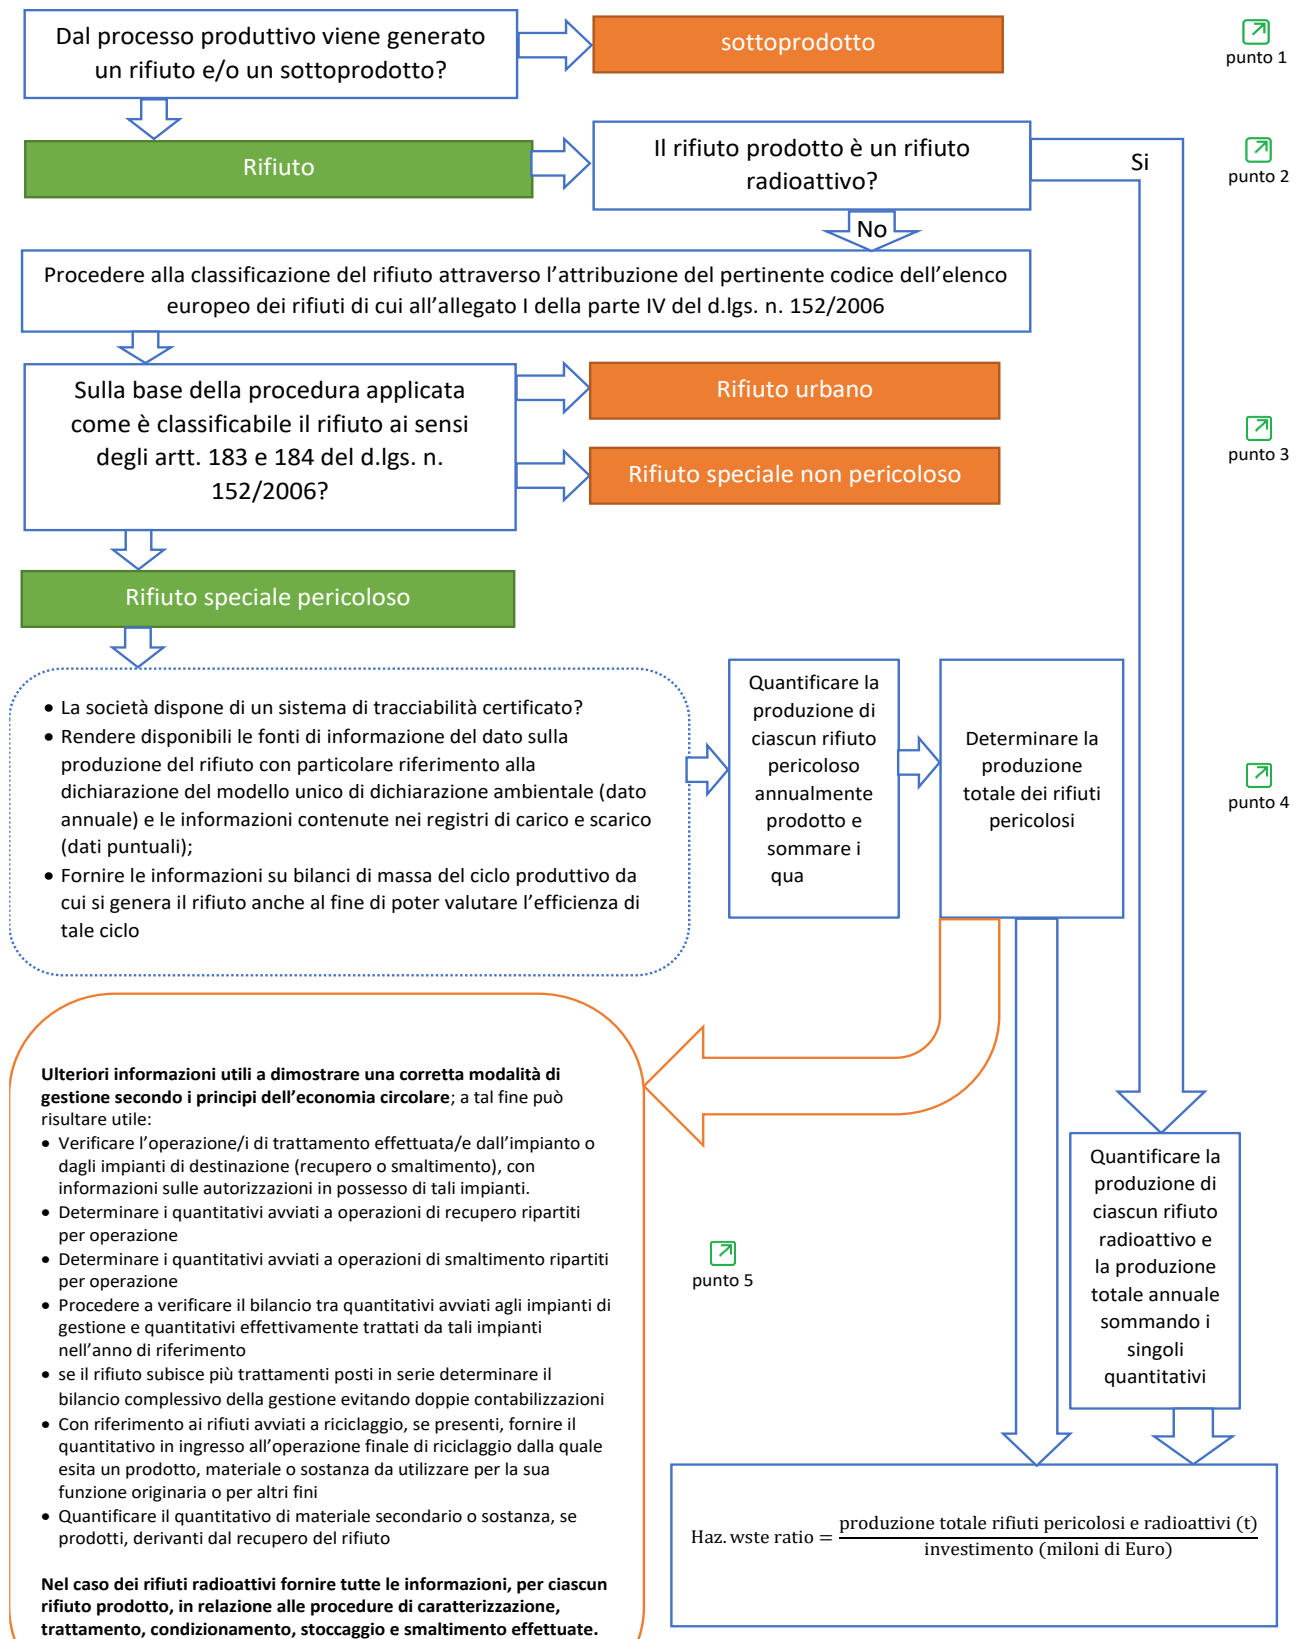 Dal processo produttivo viene generato
un rifiuto e/o un sottoprodotto?
sottoprodotto
punto 1
Rifiuto
Il rifiuto prodotto è un rifiuto
radioattivo?
Si
punto 2
No
Procedere alla classificazione del rifiuto attraverso l'attribuzione del pertinente codice dell'elenco
europeo dei rifiuti di cui all'allegato I della parte IV del d.lgs. n. 152/2006
Sulla base della procedura applicata
come è classificabile il rifiuto ai sensi
degli artt. 183 e 184 del d.lgs. n.
152/2006?
Rifiuto urbano
Rifiuto speciale non pericoloso
punto 3
Rifiuto speciale pericoloso
• La società dispone di un sistema di tracciabilità certificato?
• Rendere disponibili le fonti di informazione del dato sulla
produzione del rifiuto con particolare riferimento alla
dichiarazione del modello unico di dichiarazione ambientale (dato
annuale) e le informazioni contenute nei registri di carico e scarico
(dati puntuali);
• Fornire le informazioni su bilanci di massa del ciclo produttivo da
cui si genera il rifiuto anche al fine di poter valutare l'efficienza di
tale ciclo
Quantificare la
produzione di
ciascun rifiuto
pericoloso
annualmente
prodotto e
sommare i
qua
Determinare la
produzione
totale dei rifiuti
pericolosi
punto 4
Ulteriori informazioni utili a dimostrare una corretta modalità di
gestione secondo i principi dell'economia circolare; a tal fine può
risultare utile:
• Verificare l'operazione/i di trattamento effettuata/e dall'impianto o
dagli impianti di destinazione (recupero o smaltimento), con
informazioni sulle autorizzazioni in possesso di tali impianti.
• Determinare i quantitativi avviati a operazioni di recupero ripartiti
per operazione
• Determinare i quantitativi avviati a operazioni di smaltimento ripartiti
per operazione
• Procedere a verificare il bilancio tra quantitativi avviati agli impianti di
gestione e quantitativi effettivamente trattati da tali impianti
nell'anno di riferimento
• se il rifiuto subisce più trattamenti posti in serie determinare il
bilancio complessivo della gestione evitando doppie contabilizzazioni
• Con riferimento ai rifiuti avviati a riciclaggio, se presenti, fornire il
quantitativo in ingresso all'operazione finale di riciclaggio dalla quale
esita un prodotto, materiale o sostanza da utilizzare per la sua
funzione originaria o per altri fini
• Quantificare il quantitativo di materiale secondario o sostanza, se
prodotti, derivanti dal recupero del rifiuto
Nel caso dei rifiuti radioattivi fornire tutte le informazioni, per ciascun
rifiuto prodotto, in relazione alle procedure di caratterizzazione,
trattamento, condizionamento, stoccaggio e smaltimento effettuate.
punto 5
Quantificare la
produzione di
ciascun rifiuto
radioattivo e
la produzione
totale annuale
sommando i
singoli
quantitativi
Haz. wste ratio = produzione totale rifiuti pericolosi e radioattivi (t)
investimento (miloni di Euro)